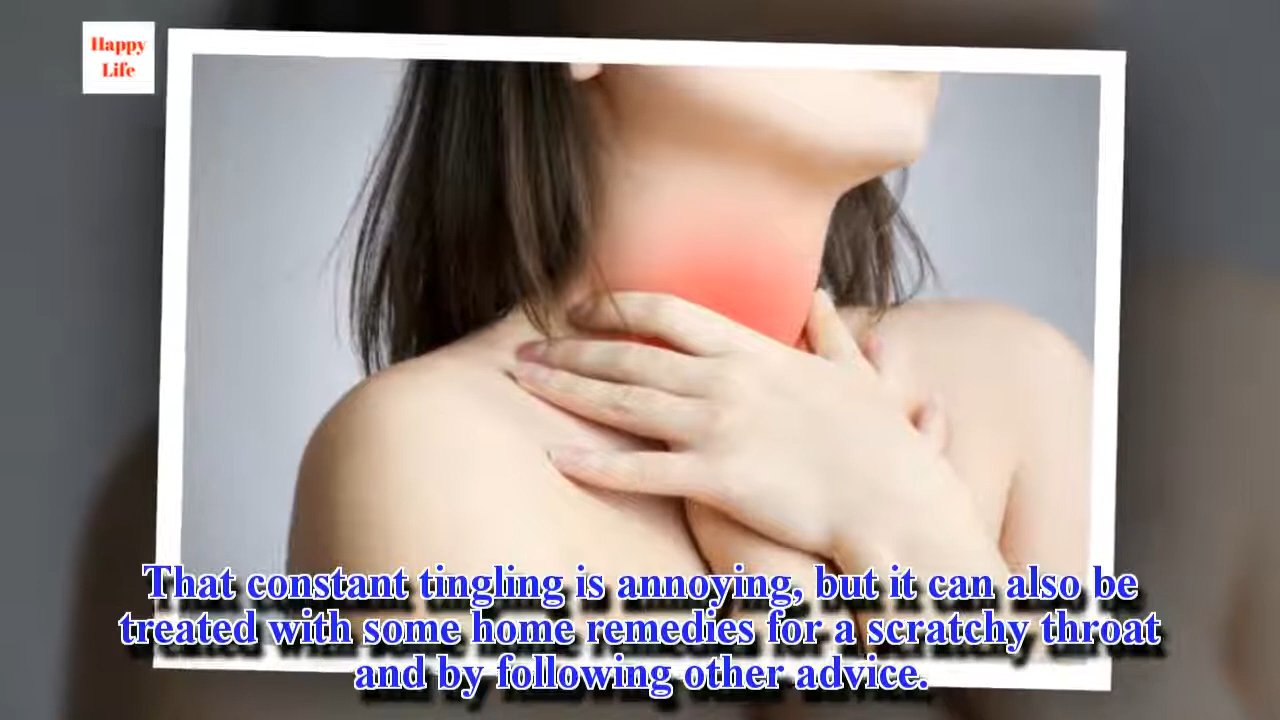 Happy
Life
That constant tingling is annoying, but it can also be
treated with some home remedies for a scratchy throat
and by following other advice.